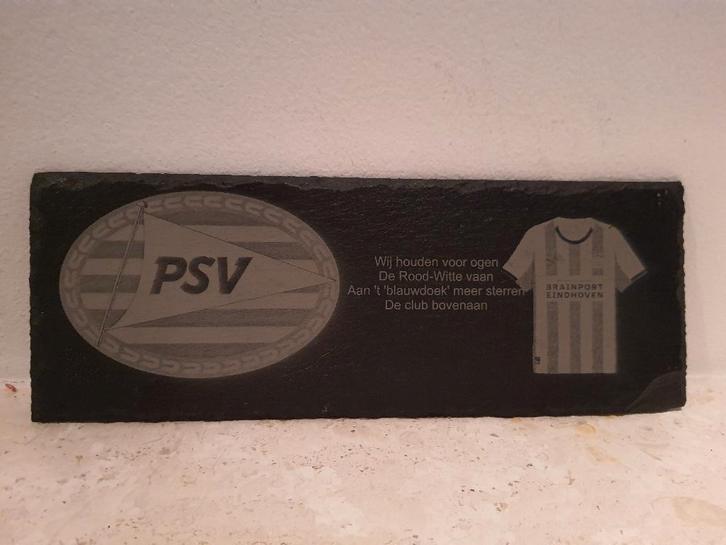 PSV
Wij houden voor ogen
De Rood-Witte vaan
Aan 't 'blauwdoek' meer sterren
De club bovenaan
BRAINPORT
EINDHOVEN